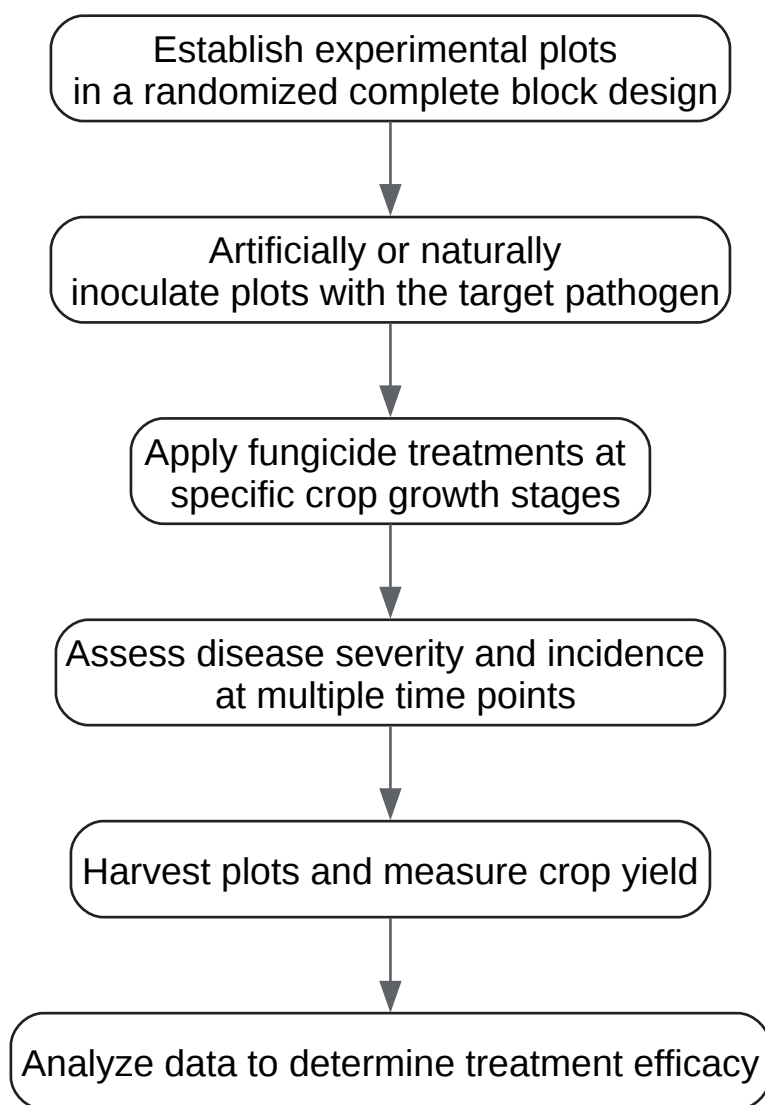 Establish experimental plots
in a randomized complete block design
Artificially or naturally
inoculate plots with the target pathogen
Apply fungicide treatments at
specific crop growth stages
Assess disease severity and incidence
at multiple time points
Harvest plots and measure crop yield
Analyze data to determine treatment efficacy